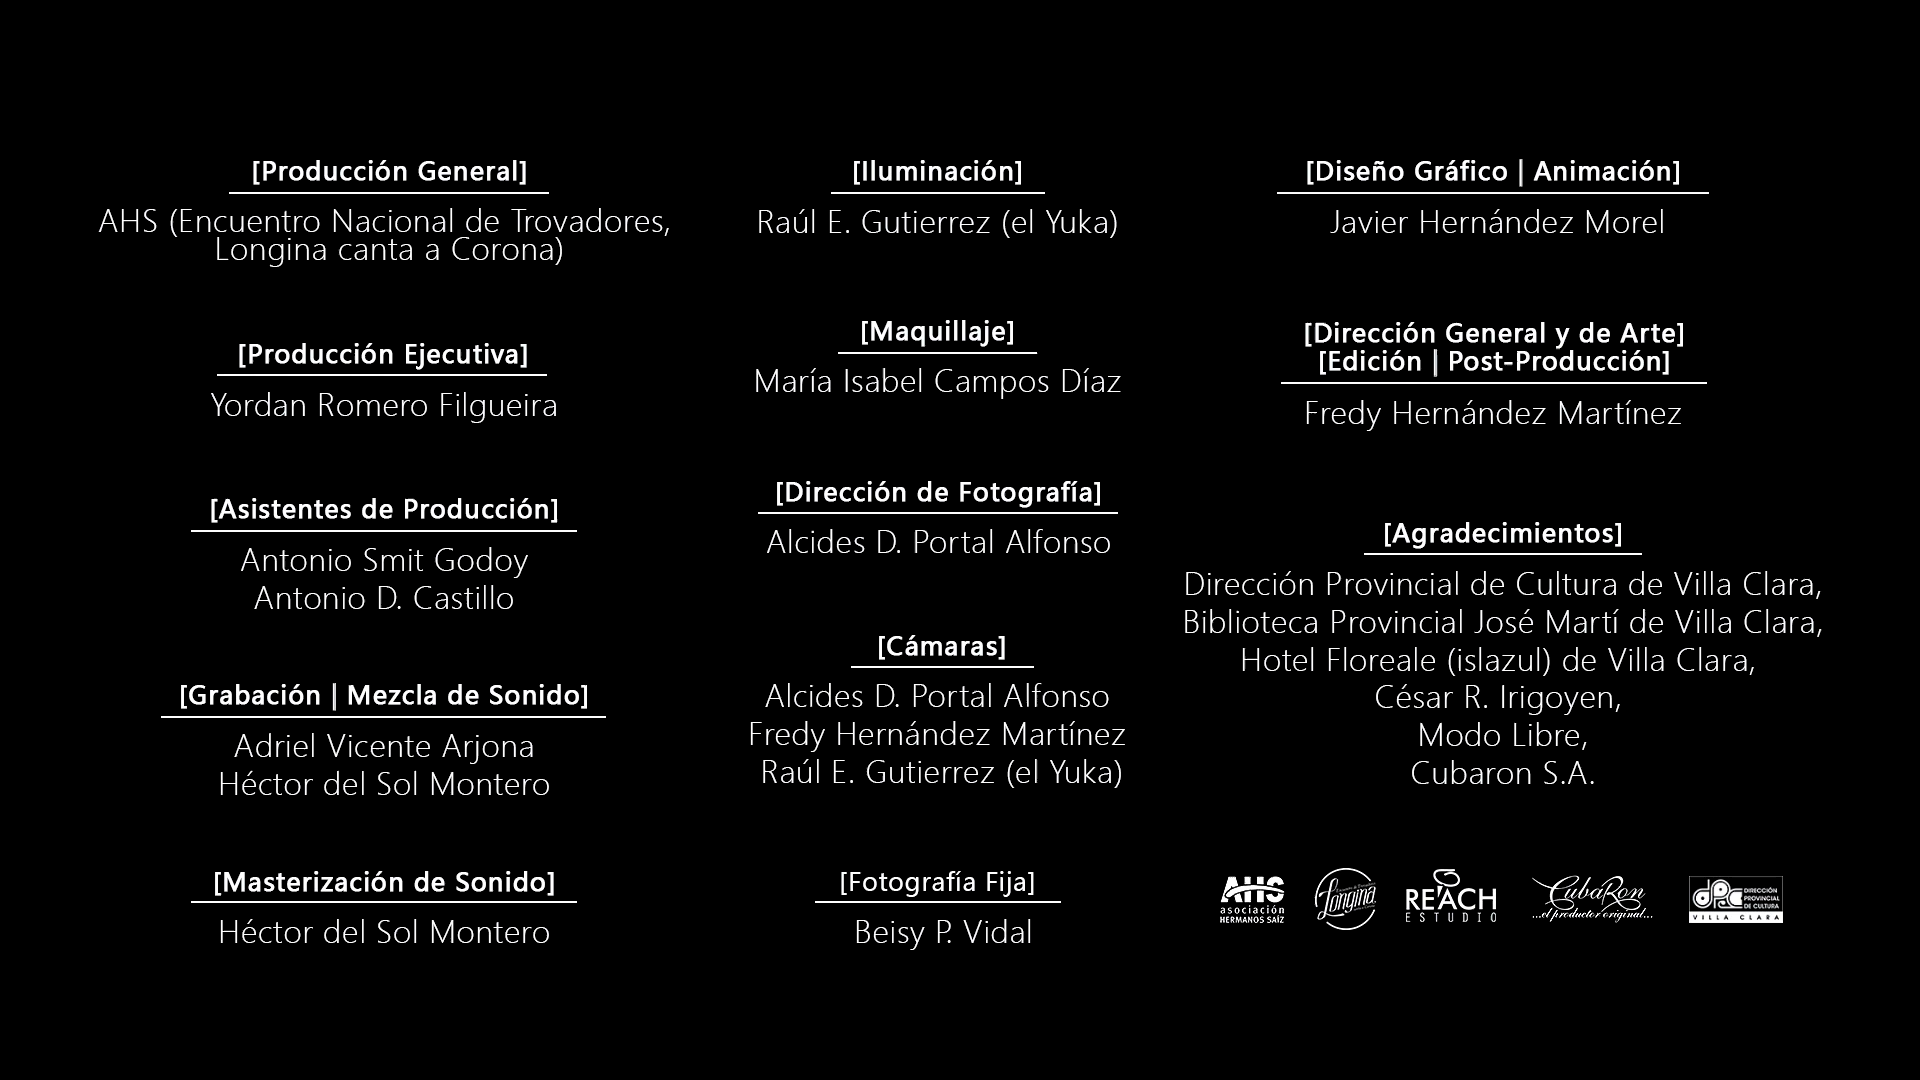 [Producción General]
AHS (Encuentro Nacional de Trovadores,
Longina canta a Corona)
[Producción Ejecutiva]
Yordan Romero Filgueira
[Asistentes de Producción]
Antonio Smit Godoy
Antonio D. Castillo
[Grabación | Mezcla de Sonido]
Adriel Vicente Arjona
Héctor del Sol Montero
[Masterización de Sonido]
Héctor del Sol Montero
[Iluminación]
Raúl E. Gutierrez (el Yuka)
[Maquillaje]
María Isabel Campos Díaz
[Dirección de Fotografía]
Alcides D. Portal Alfonso
[Cámaras]
Alcides D. Portal Alfonso
Fredy Hernández Martínez
Raúl E. Gutierrez (el Yuka)
[Fotografía Fija]
Beisy P. Vidal
[Diseño Gráfico | Animación]
Javier Hernández Morel
[Dirección General y de Arte]
[Edición | Post-Producción]
Fredy Hernández Martínez
[Agradecimientos]
Dirección Provincial de Cultura de Villa Clara,
Biblioteca Provincial José Martí de Villa Clara,
Hotel Floreale (islazul) de Villa Clara,
César R. Irigoyen,
Modo Libre,
Cubaron S.A.
AHS
asociación
HERMANOS SAÍZ
Longina
REACH
ESTUDIO
CubaRon
...el productor original...
dpc
DIRECCIÓN
PROVINCIAL
DE CULTURA
VILLA CLARA